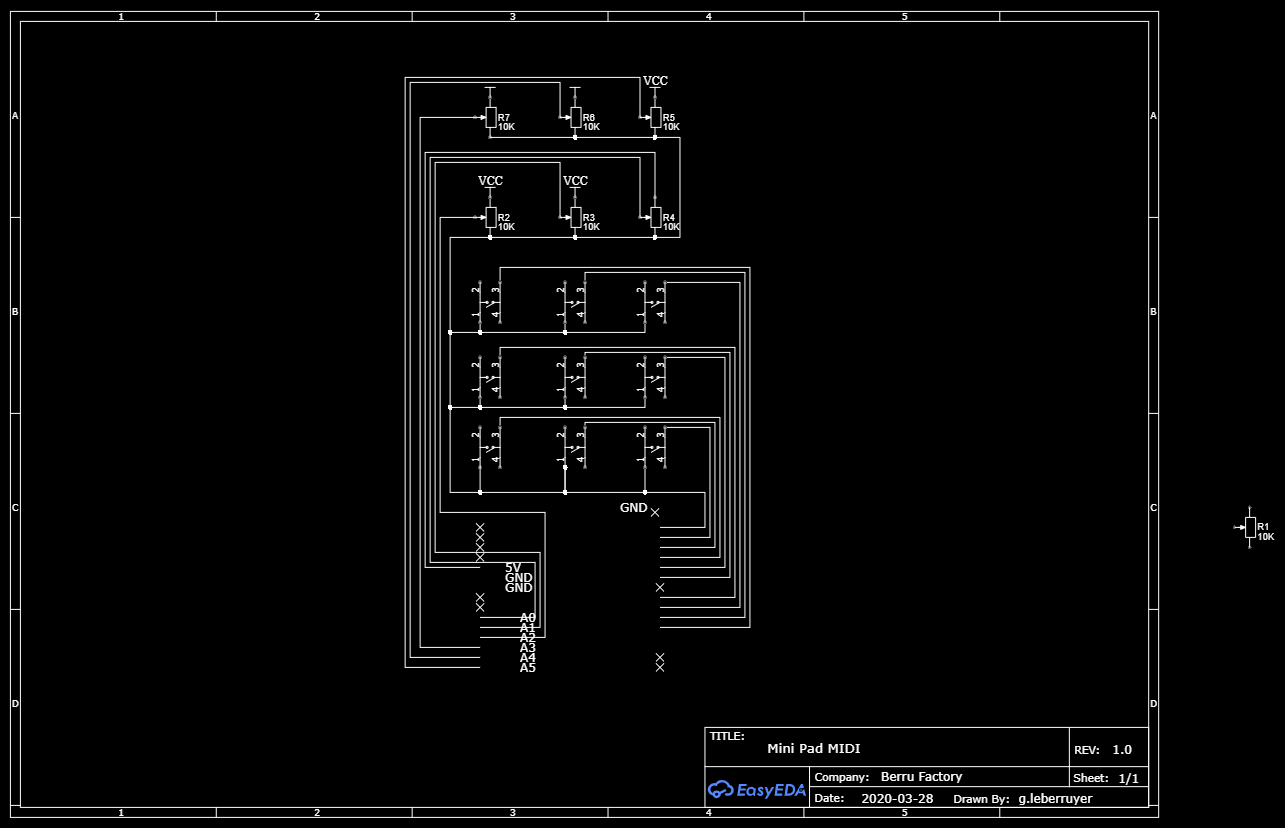 1 2 3 4 5
A A
VCC
R7 R6 R5
10K 10K 10K
VCC VCC
R2 R3 R4
10K 10K 10K
B B
2 3 2 3 2 3
1 4 1 4 1 4
2 3 2 3 2 3
1 4 1 4 1 4
2 3 2 3 2 3
1 4 1 4 1 4
C GND C
R1
10K
5V
GND
GND
A0
A1
A2
A3
A4
A5
D D
TITLE:
Mini Pad MIDI
REV: 1.0
EasyEDA
Company: Berru Factory
Sheet: 1/1
Date: 2020-03-28 Drawn By: g.leberruyer
1 2 3 4 5